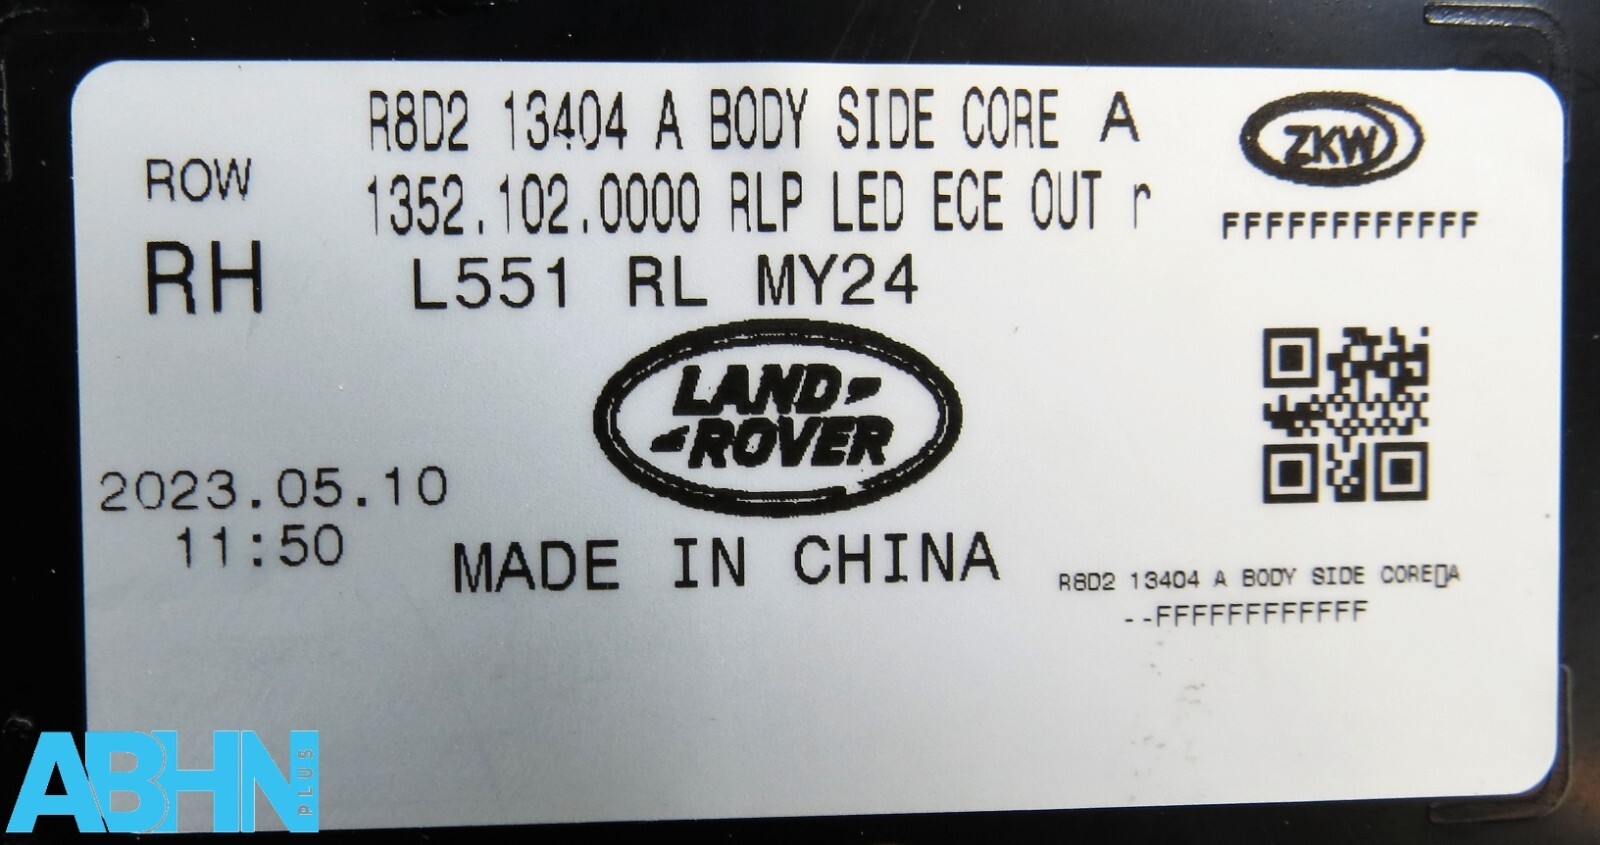 R8D2 13404 A BODY SIDE CORE A
ROW
1352.102.0000 RLP LED ECE OUT r
RH
L551 RL MY24
ZKW
FFFFFFFFFFFF
LAND
ROVER
2023.05.10
11:50
MADE IN CHINA
R8D2 13404 A BODY SIDE CORE▯A
--FFFFFFFFFFFF
ABHN PLUS